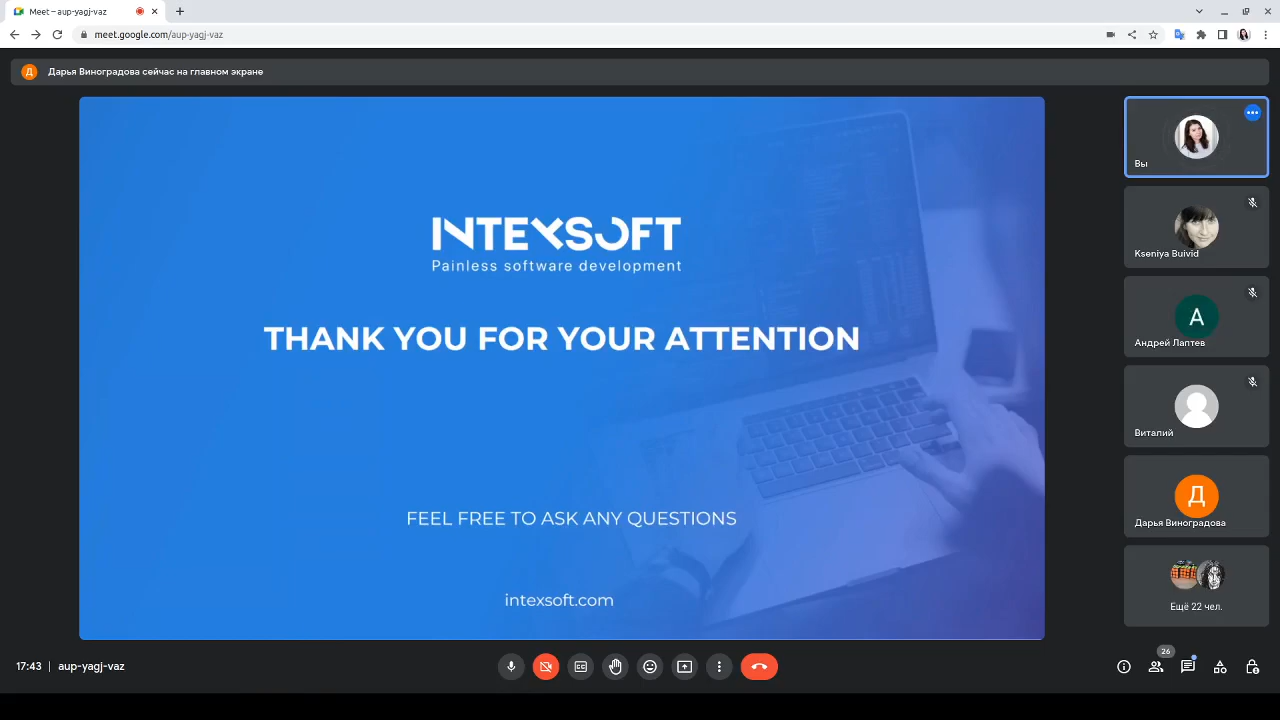 Meet – aup-yagj-vaz
meet.google.com/aup-yagj-vaz
Д
Дарья Виноградова сейчас на главном экране
INTEXSOFT
Painless software development
THANK YOU FOR YOUR ATTENTION
FEEL FREE TO ASK ANY QUESTIONS
intexsoft.com
Вы
Kseniya Buivid
А
Андрей Лаптев
Виталий
Д
Дарья Виноградова
Ещё 22 чел.
17:43
aup-yagj-vaz
CC
26